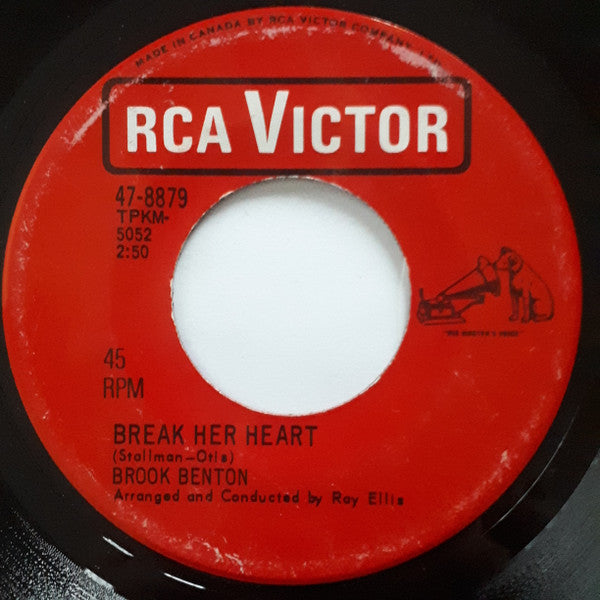 MADE IN CANADA BY RCA VICTOR COMPANY, LTD.
RCA VICTOR
47-8879
TPKM-
5052
2:50
"HIS MASTER'S VOICE"
45
RPM
BREAK HER HEART
(Stallman-Otis)
BROOK BENTON
Arranged and Conducted by Ray Ellis